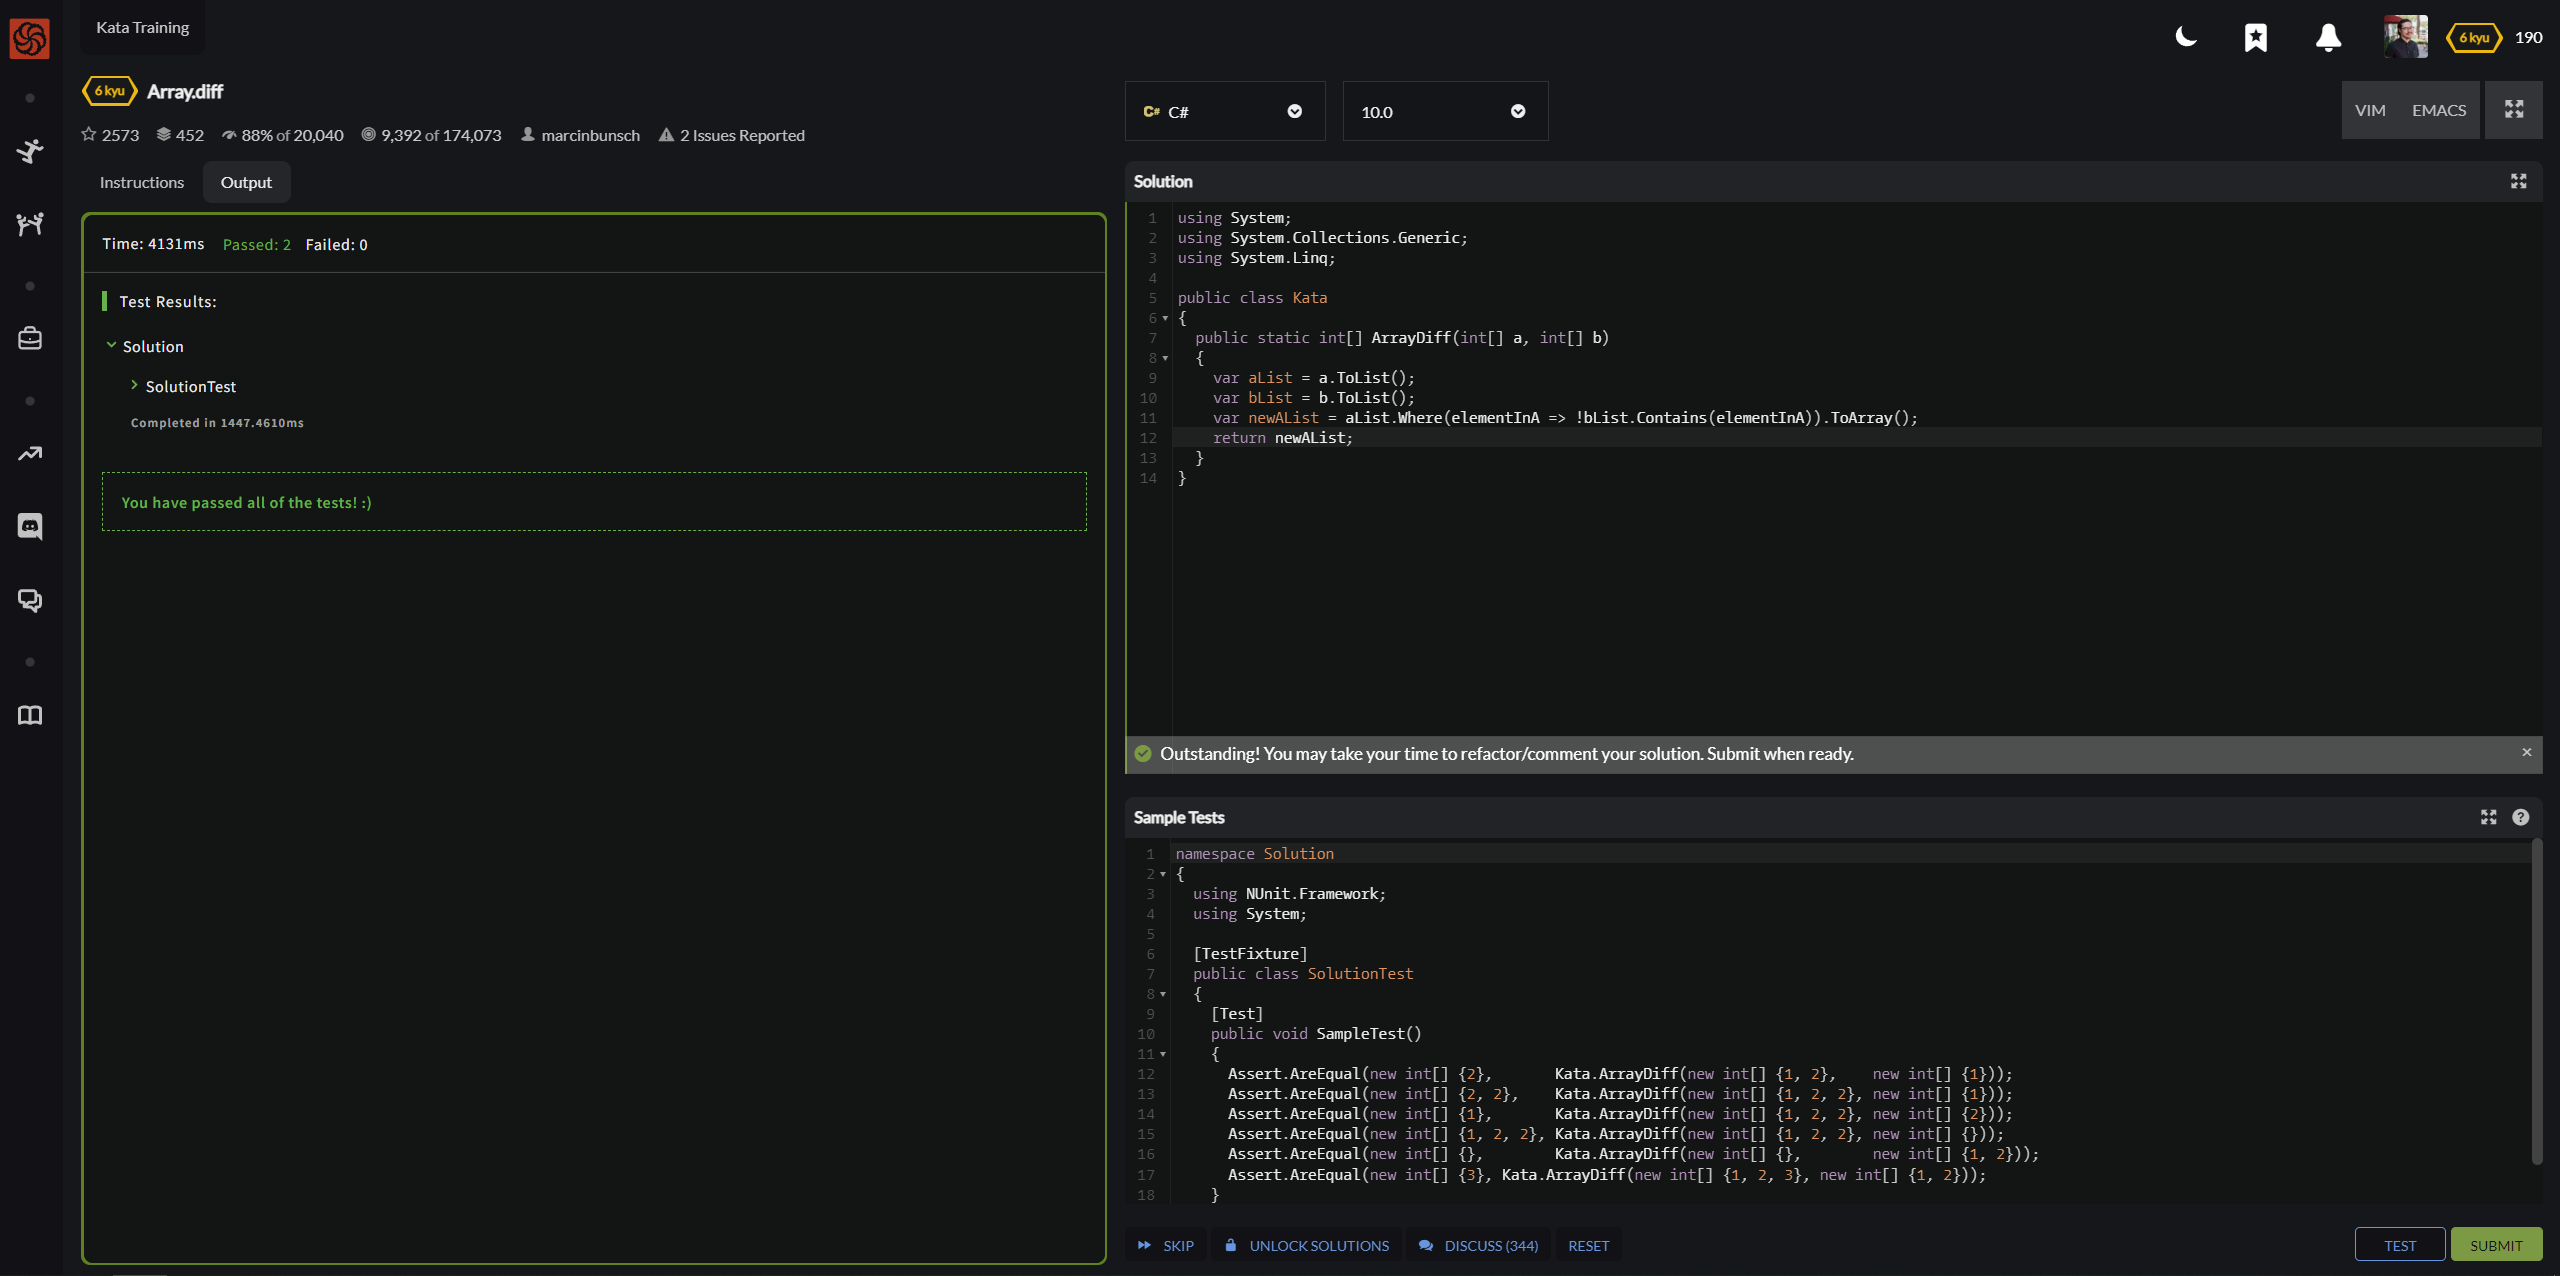 Kata Training
6 kyu 190
6 kyu Array.diff
2573 452 88% of 20,040 9,392 of 174,073 marcinbunsch 2 Issues Reported
C# C# 10.0
VIM EMACS
Instructions Output
Time: 4131ms Passed: 2 Failed: 0
Test Results:
Solution
SolutionTest
Completed in 1447.4610ms
You have passed all of the tests! :)
Solution
1 using System;
2 using System.Collections.Generic;
3 using System.Linq;
4
5 public class Kata
6 {
7 public static int[] ArrayDiff(int[] a, int[] b)
8 {
9 var aList = a.ToList();
10 var bList = b.ToList();
11 var newAList = aList.Where(elementInA => !bList.Contains(elementInA)).ToArray();
12 return newAList;
13 }
14 }
Outstanding! You may take your time to refactor/comment your solution. Submit when ready.
Sample Tests
1 namespace Solution
2 {
3 using NUnit.Framework;
4 using System;
5
6 [TestFixture]
7 public class SolutionTest
8 {
9 [Test]
10 public void SampleTest()
11 {
12 Assert.AreEqual(new int[] {2}, Kata.ArrayDiff(new int[] {1, 2}, new int[] {1}));
13 Assert.AreEqual(new int[] {2, 2}, Kata.ArrayDiff(new int[] {1, 2, 2}, new int[] {1}));
14 Assert.AreEqual(new int[] {1}, Kata.ArrayDiff(new int[] {1, 2, 2}, new int[] {2}));
15 Assert.AreEqual(new int[] {1, 2, 2}, Kata.ArrayDiff(new int[] {1, 2, 2}, new int[] {}));
16 Assert.AreEqual(new int[] {}, Kata.ArrayDiff(new int[] {}, new int[] {1, 2}));
17 Assert.AreEqual(new int[] {3}, Kata.ArrayDiff(new int[] {1, 2, 3}, new int[] {1, 2}));
18 }
SKIP UNLOCK SOLUTIONS DISCUSS (344) RESET TEST SUBMIT